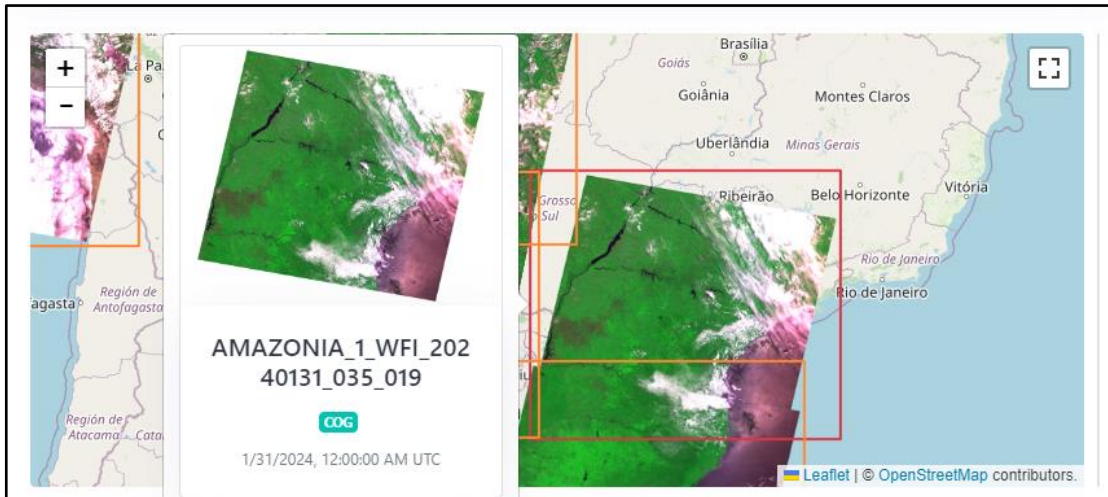 +
−
La Pa
Brasília
Goiás
Goiânia
Montes Claros
Uberlândia
Minas Gerais
Grosso
o Sul
Ribeirão
Belo Horizonte
Vitória
Rio de Janeiro
Rio de Janeiro
Región de
Antofagasta
fagasta
Región de
Atacama
Cata
AMAZONIA_1_WFI_202
40131_035_019
COG
1/31/2024, 12:00:00 AM UTC
Leaflet | © OpenStreetMap contributors.